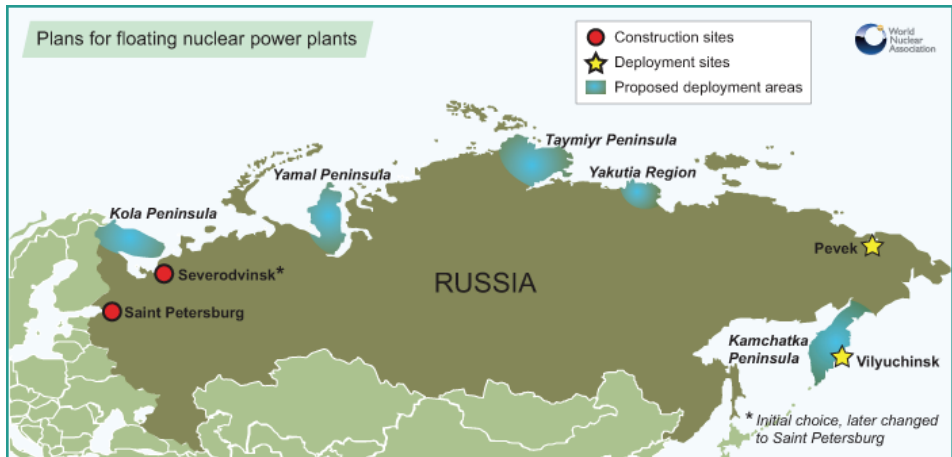 Plans for floating nuclear power plants
Construction sites
Deployment sites
Proposed deployment areas
World
Nuclear
Association
Taymiyr Peninsula
Yamal Peninsula
Yakutia Region
Kola Peninsula
Pevek
Severodvinsk*
RUSSIA
Saint Petersburg
Kamchatka
Peninsula
Vilyuchinsk
* Initial choice, later changed
to Saint Petersburg